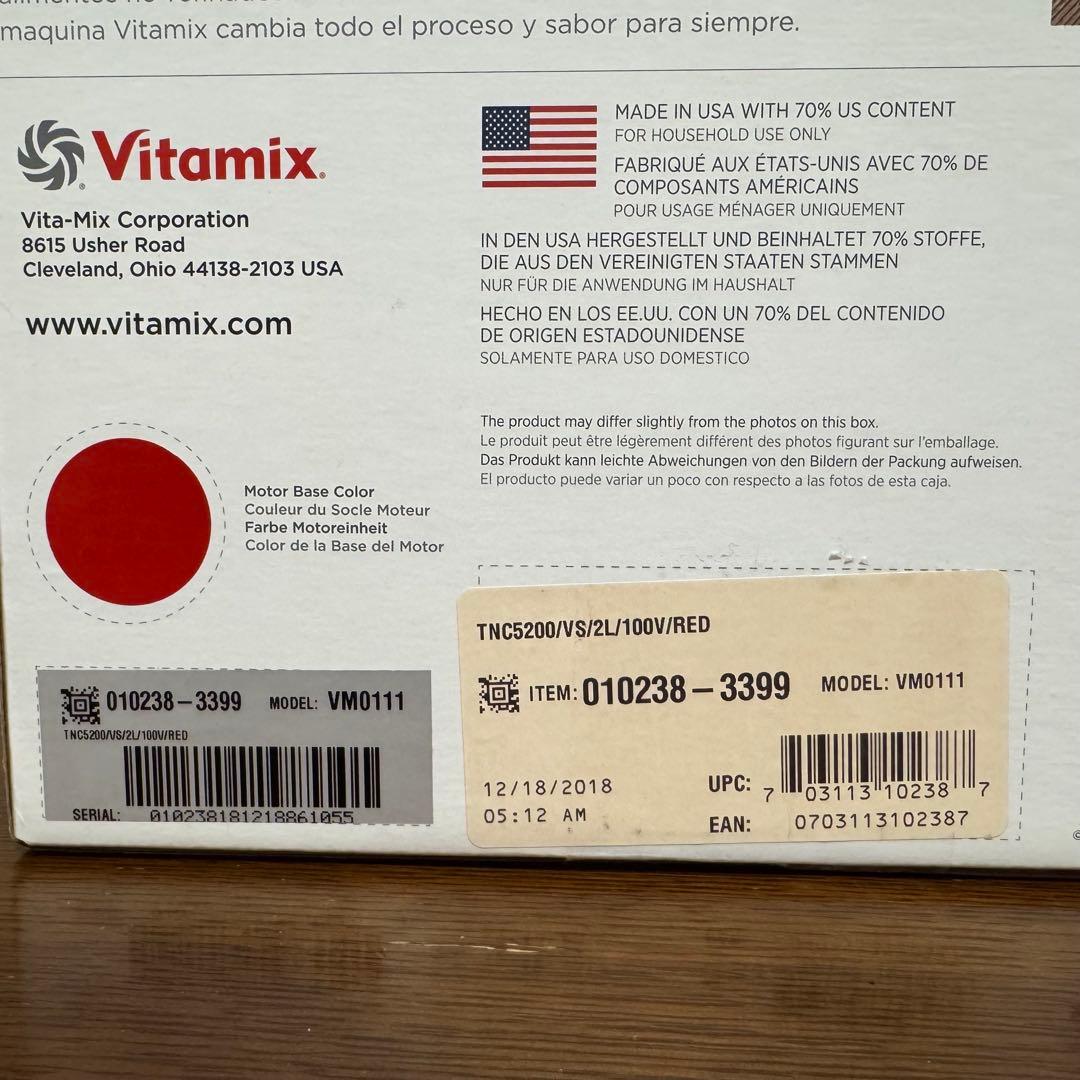 maquina Vitamix cambia todo el proceso y sabor para siempre.
Vitamix®
Vita-Mix Corporation
8615 Usher Road
Cleveland, Ohio 44138-2103 USA
www.vitamix.com
MADE IN USA WITH 70% US CONTENT
FOR HOUSEHOLD USE ONLY
FABRIQUÉ AUX ÉTATS-UNIS AVEC 70% DE
COMPOSANTS AMÉRICAINS
POUR USAGE MÉNAGER UNIQUEMENT
IN DEN USA HERGESTELLT UND BEINHALTET 70% STOFFE,
DIE AUS DEN VEREINIGTEN STAATEN STAMMEN
NUR FÜR DIE ANWENDUNG IM HAUSHALT
HECHO EN LOS EE.UU. CON UN 70% DEL CONTENIDO
DE ORIGEN ESTADOUNIDENSE
SOLAMENTE PARA USO DOMESTICO
The product may differ slightly from the photos on this box.
Le produit peut être légèrement différent des photos figurant sur l'emballage.
Das Produkt kann leichte Abweichungen von den Bildern der Packung aufweisen.
El producto puede variar un poco con respecto a las fotos de esta caja.
Motor Base Color
Couleur du Socle Moteur
Farbe Motoreinheit
Color de la Base del Motor
010238-3399 MODEL: VM0111
TNC5200/VS/2L/100V/RED
SERIAL: 010238181218861055
TNC5200/VS/2L/100V/RED
ITEM: 010238-3399 MODEL: VM0111
12/18/2018
05:12 AM
UPC: 7 03113 10238 7
EAN: 0703113102387